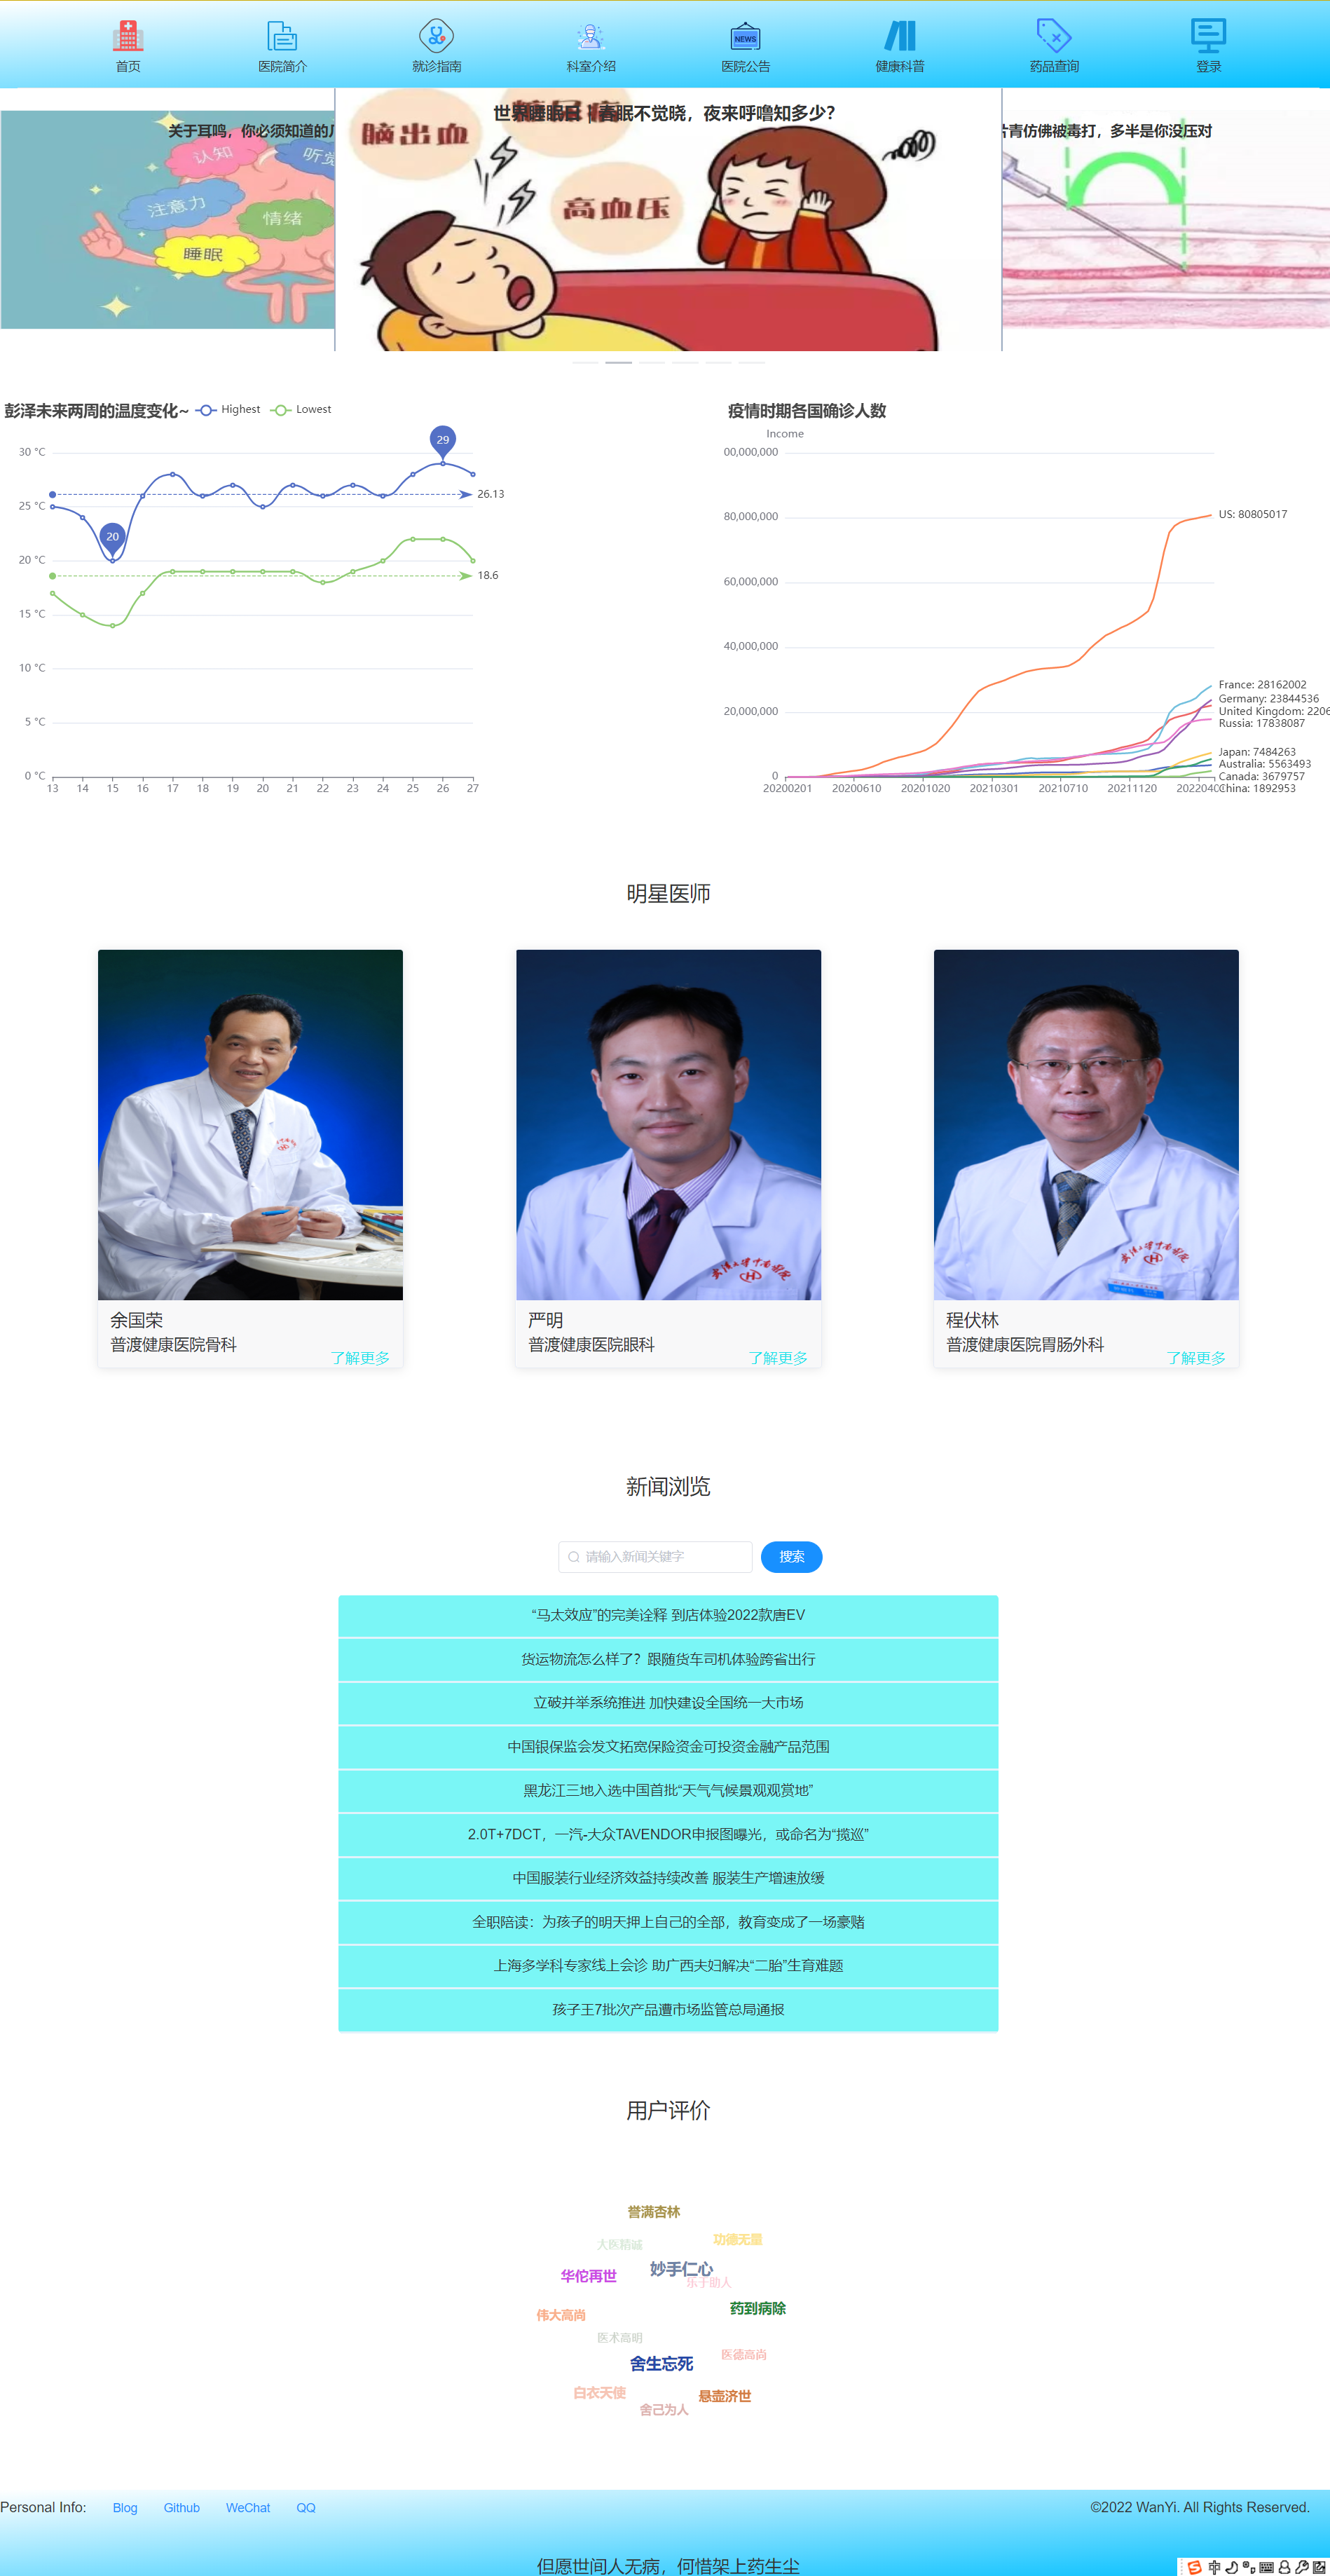 首页 医院简介 就诊指南 科室介绍 医院公告 健康科普 药品查询 登录
NEWS
关于耳鸣，你必须知道的
认知
听觉
注意力
情绪
睡眠
世界睡眠日 | 春眠不觉晓，夜来呼噜知多少？
脑出血
糖尿病
高血压
片青仿佛被毒打，多半是你没压对
彭泽未来两周的温度变化~ Highest Lowest
30 °C
25 °C
20 °C
15 °C
10 °C
5 °C
0 °C
29
26.13
20
18.6
13 14 15 16 17 18 19 20 21 22 23 24 25 26 27
疫情时期各国确诊人数
Income
00,000,000
80,000,000
60,000,000
40,000,000
20,000,000
0
US: 80805017
France: 28162002
Germany: 23844536
United Kingdom: 2206
Russia: 17838087
Japan: 7484263
Australia: 5563493
Canada: 3679757
China: 1892953
20200201 20200610 20201020 20210301 20210710 20211120 2022040
明星医师
余国荣
普渡健康医院骨科
了解更多
严明
普渡健康医院眼科
了解更多
程伏林
普渡健康医院胃肠外科
了解更多
新闻浏览
请输入新闻关键字 搜索
“马太效应”的完美诠释 到店体验2022款唐EV
货运物流怎么样了？跟随货车司机体验跨省出行
立破并举系统推进 加快建设全国统一大市场
中国银保监会发文拓宽保险资金可投资金融产品范围
黑龙江三地入选中国首批“天气气候景观观赏地”
2.0T+7DCT，一汽-大众TAVENDOR申报图曝光，或命名为“揽巡”
中国服装行业经济效益持续改善 服装生产增速放缓
全职陪读：为孩子的明天押上自己的全部，教育变成了一场豪赌
上海多学科专家线上会诊 助广西夫妇解决“二胎”生育难题
孩子王7批次产品遭市场监管总局通报
用户评价
誉满杏林
功德无量
大医精诚
妙手仁心
华佗再世
乐于助人
药到病除
伟大高尚
医术高明
医德高尚
舍生忘死
白衣天使
悬壶济世
舍己为人
Personal Info: Blog Github WeChat QQ ©2022 WanYi. All Rights Reserved.
但愿世间人无病，何惜架上药生尘
中